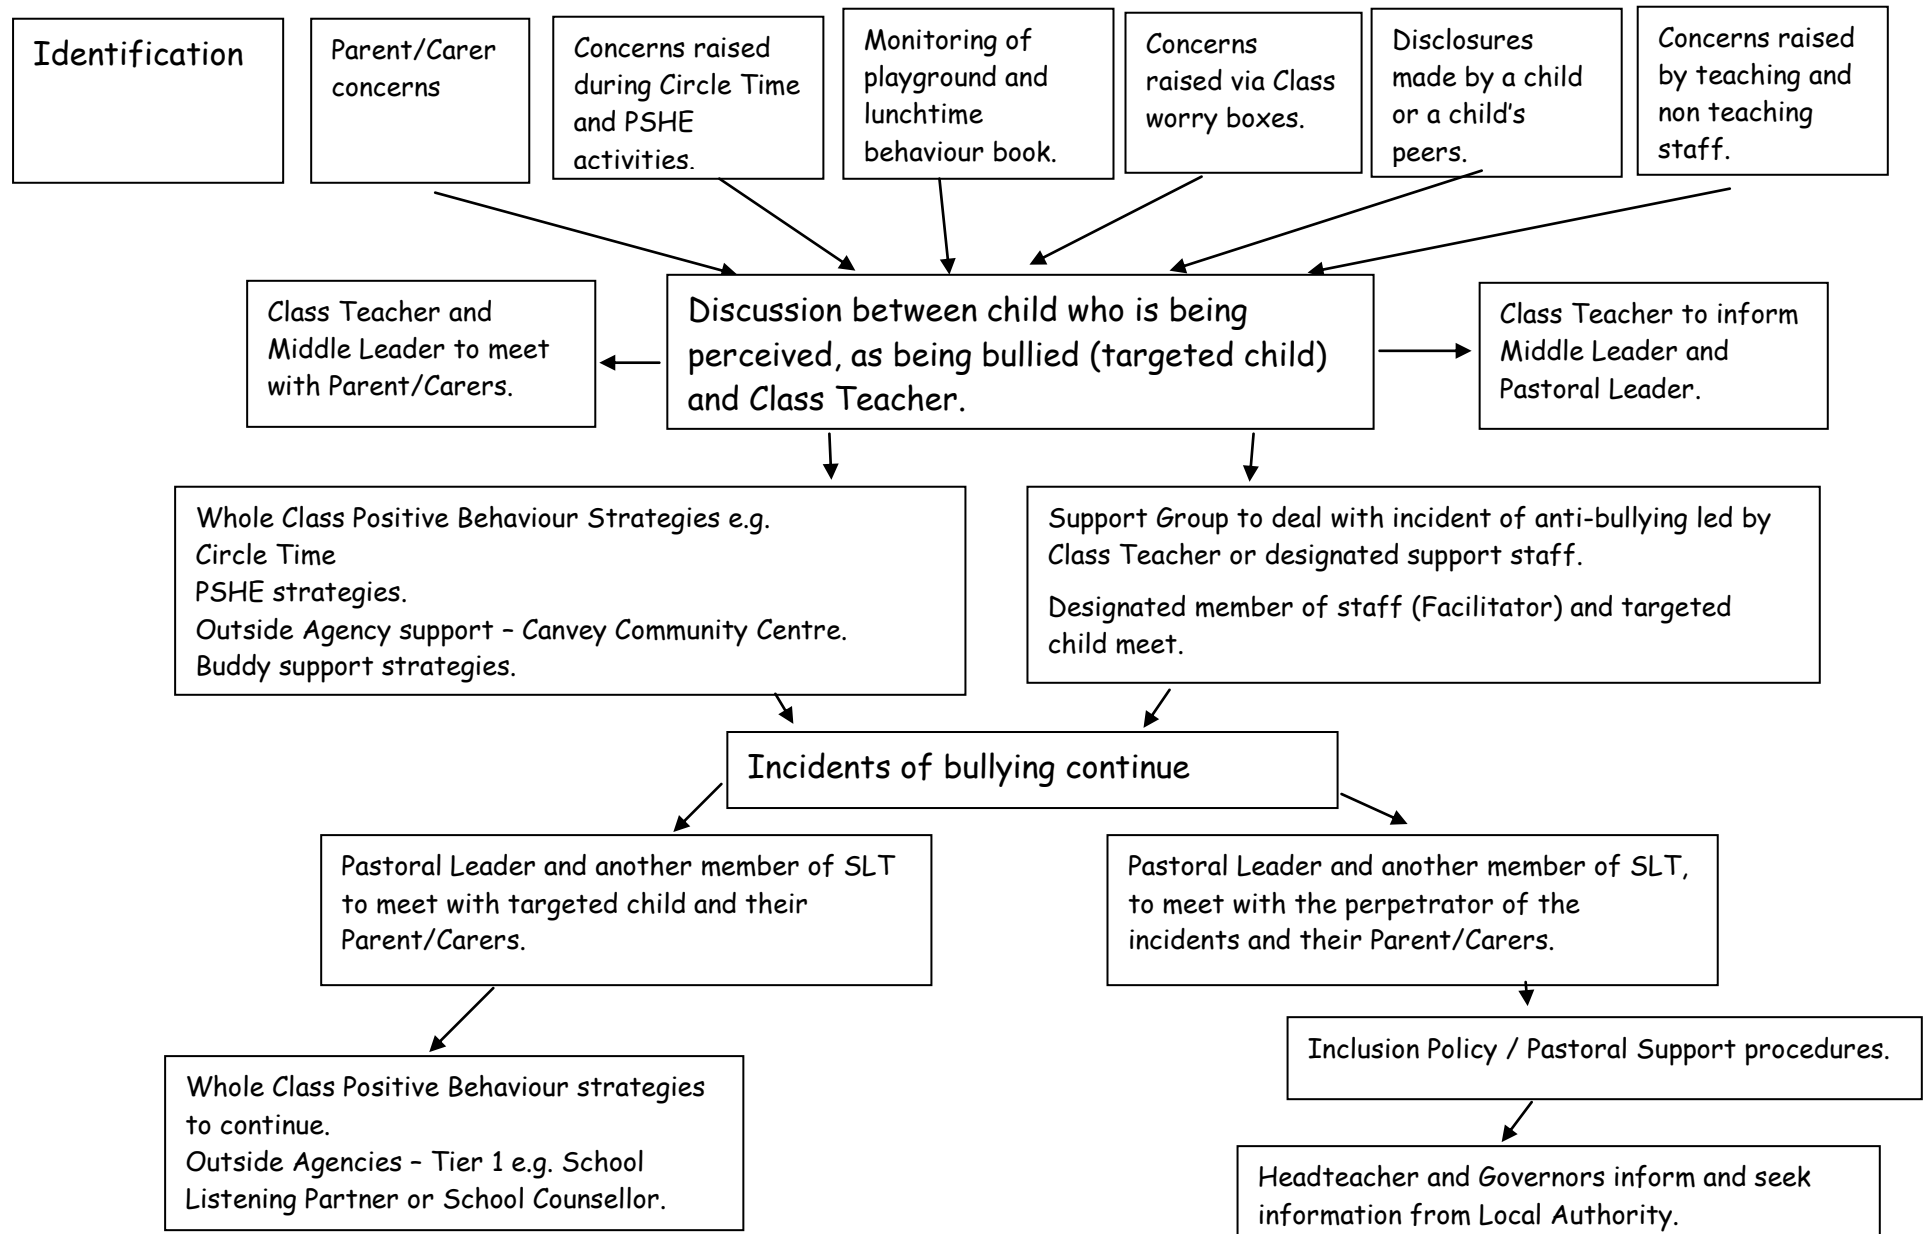 Identification
Parent/Carer
concerns
Concerns raised
during Circle Time
and PSHE
activities.
Monitoring of
playground and
lunchtime
behaviour book.
Concerns
raised via Class
worry boxes.
Disclosures
made by a child
or a child's
peers.
Concerns raised
by teaching and
non teaching
staff.
Class Teacher and
Middle Leader to meet
with Parent/Carers.
Discussion between child who is being
perceived, as being bullied (targeted child)
and Class Teacher.
Class Teacher to inform
Middle Leader and
Pastoral Leader.
Whole Class Positive Behaviour Strategies e.g.
Circle Time
PSHE strategies.
Outside Agency support – Canvey Community Centre.
Buddy support strategies.
Support Group to deal with incident of anti-bullying led by
Class Teacher or designated support staff.
Designated member of staff (Facilitator) and targeted
child meet.
Incidents of bullying continue
Pastoral Leader and another member of SLT
to meet with targeted child and their
Parent/Carers.
Pastoral Leader and another member of SLT,
to meet with the perpetrator of the
incidents and their Parent/Carers.
Inclusion Policy / Pastoral Support procedures.
Whole Class Positive Behaviour strategies
to continue.
Outside Agencies – Tier 1 e.g. School
Listening Partner or School Counsellor.
Headteacher and Governors inform and seek
information from Local Authority.